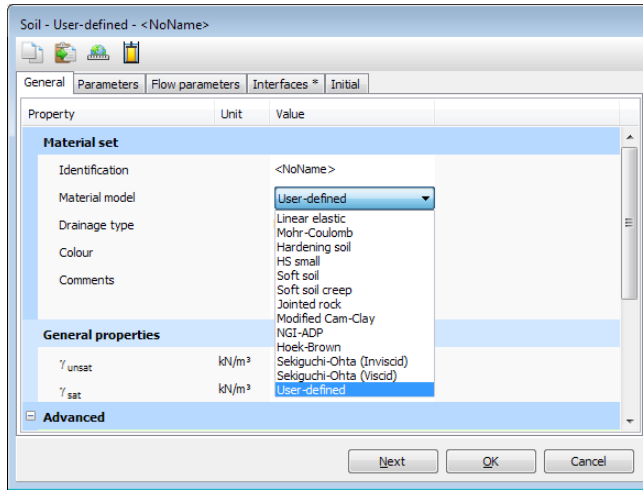 Soil - User-defined - <NoName>
General Parameters Flow parameters Interfaces * Initial
Property Unit Value
Material set
Identification <NoName>
Material model User-defined
Drainage type
Colour
Comments
Linear elastic
Mohr-Coulomb
Hardening soil
HS small
Soft soil
Soft soil creep
Jointed rock
Modified Cam-Clay
NGI-ADP
Hoek-Brown
Sekiguchi-Ohta (Inviscid)
Sekiguchi-Ohta (Viscid)
User-defined
General properties
γ unsat kN/m³
γ sat kN/m³
Advanced
Next OK Cancel